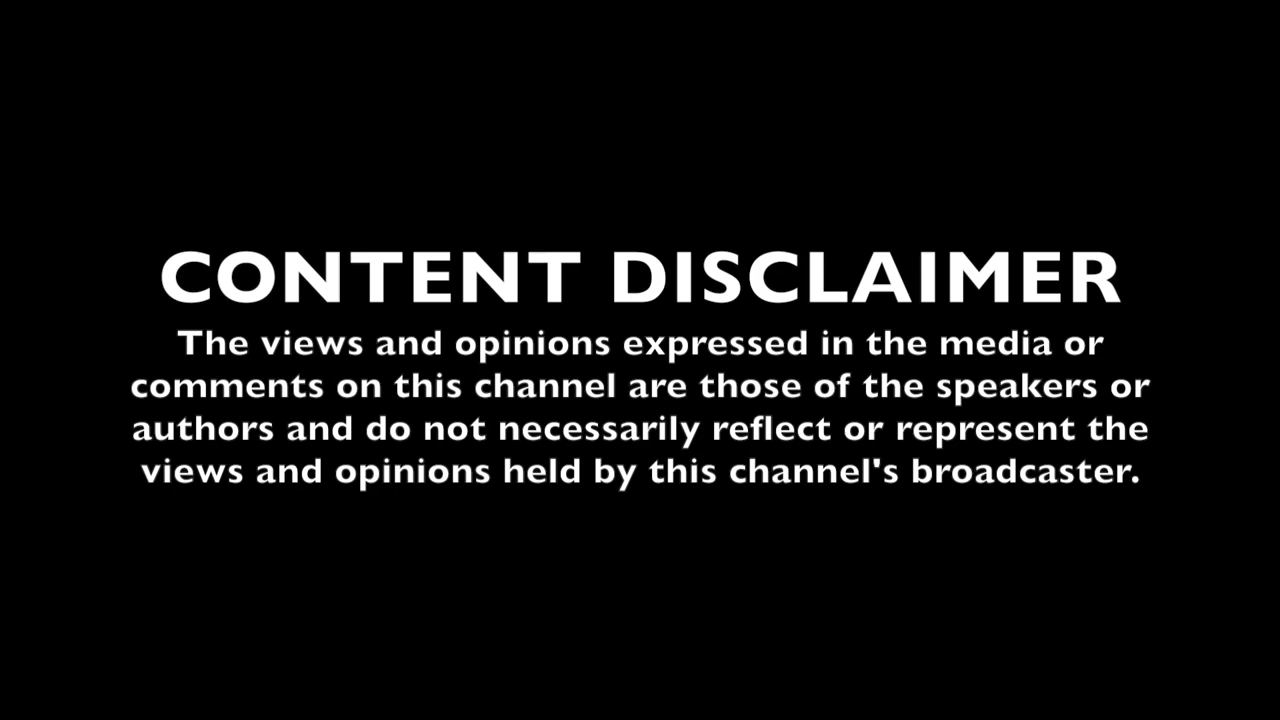 CONTENT DISCLAIMER
The views and opinions expressed in the media or
comments on this channel are those of the speakers or
authors and do not necessarily reflect or represent the
views and opinions held by this channel's broadcaster.